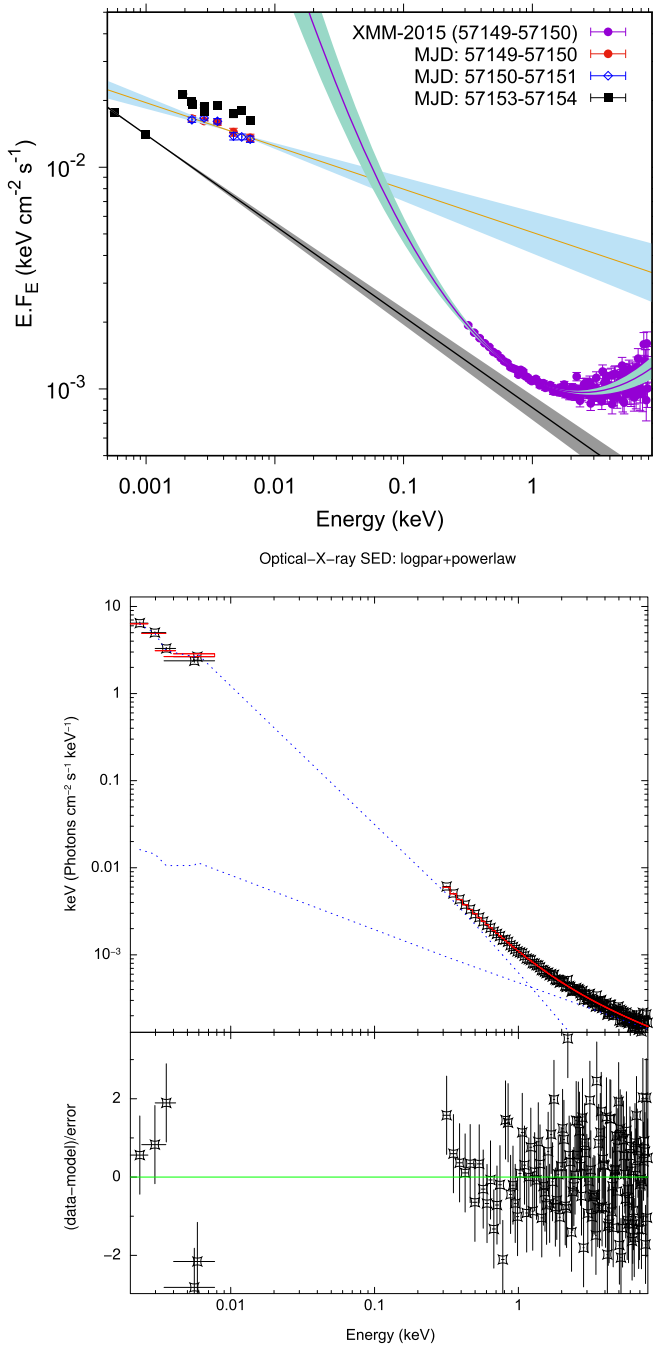 XMM-2015 (57149-57150)
MJD: 57149-57150
MJD: 57150-57151
MJD: 57153-57154
10⁻²
10⁻³
E.F_E (keV cm⁻² s⁻¹)
0.001 0.01 0.1 1
Energy (keV)
Optical−X−ray SED: logpar+powerlaw
10
1
0.1
0.01
10⁻³
keV (Photons cm⁻² s⁻¹ keV⁻¹)
2
0
−2
(data−model)/error
0.01 0.1 1
Energy (keV)